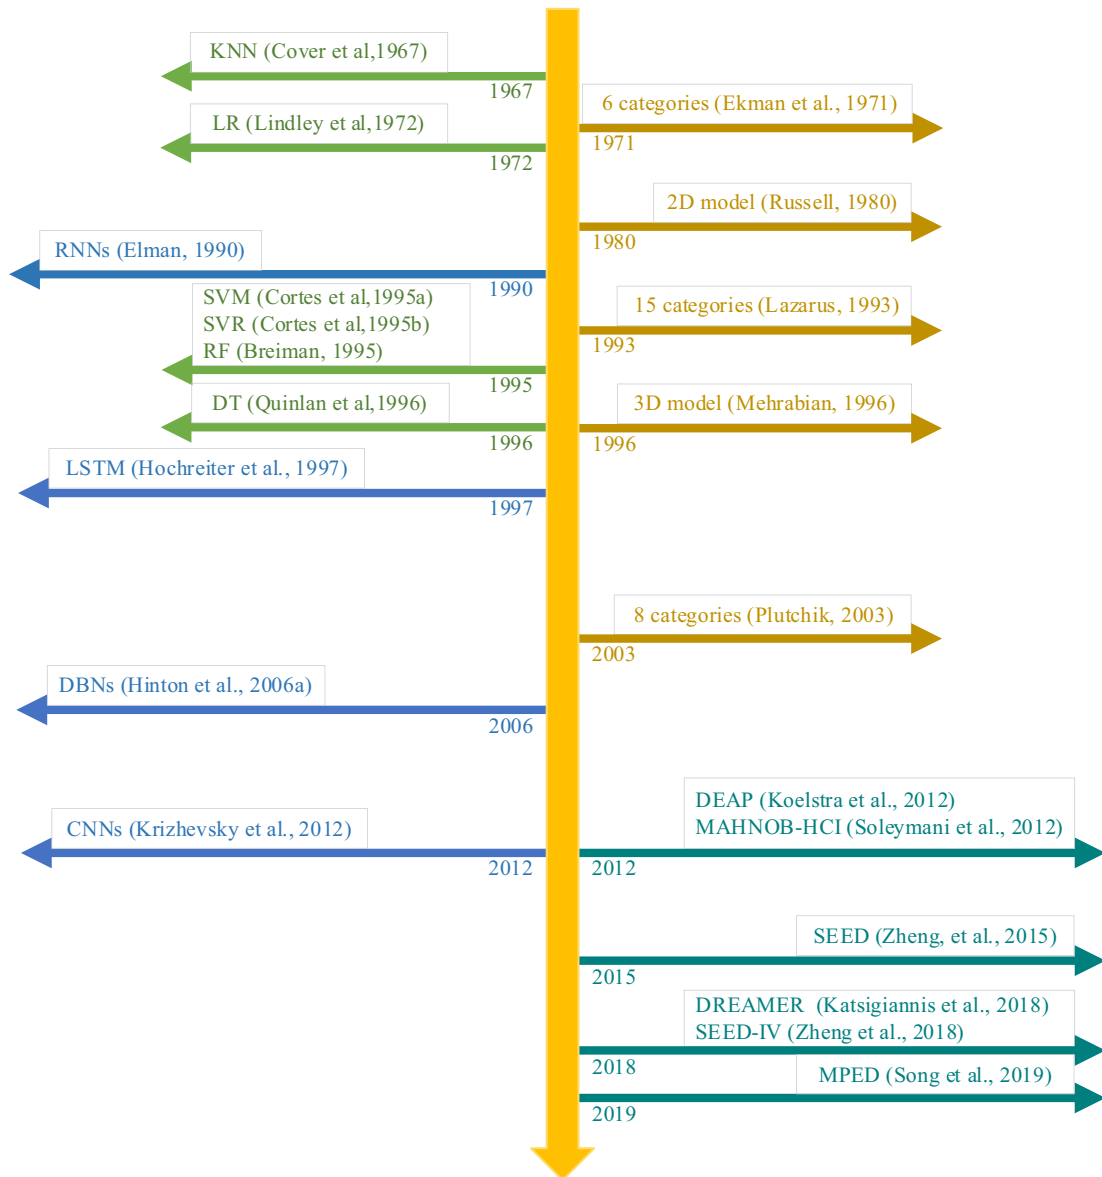 KNN (Cover et al,1967)
1967
6 categories (Ekman et al., 1971)
1971
LR (Lindley et al,1972)
1972
2D model (Russell, 1980)
1980
RNNs (Elman, 1990)
1990
SVM (Cortes et al,1995a)
SVR (Cortes et al,1995b)
RF (Breiman, 1995)
1995
15 categories (Lazarus, 1993)
1993
DT (Quinlan et al,1996)
1996
3D model (Mehrabian, 1996)
1996
LSTM (Hochreiter et al., 1997)
1997
8 categories (Plutchik, 2003)
2003
DBNs (Hinton et al., 2006a)
2006
CNNs (Krizhevsky et al., 2012)
2012
DEAP (Koelstra et al., 2012)
MAHNOB-HCI (Soleymani et al., 2012)
2012
SEED (Zheng, et al., 2015)
2015
DREAMER (Katsigiannis et al., 2018)
SEED-IV (Zheng et al., 2018)
2018
MPED (Song et al., 2019)
2019